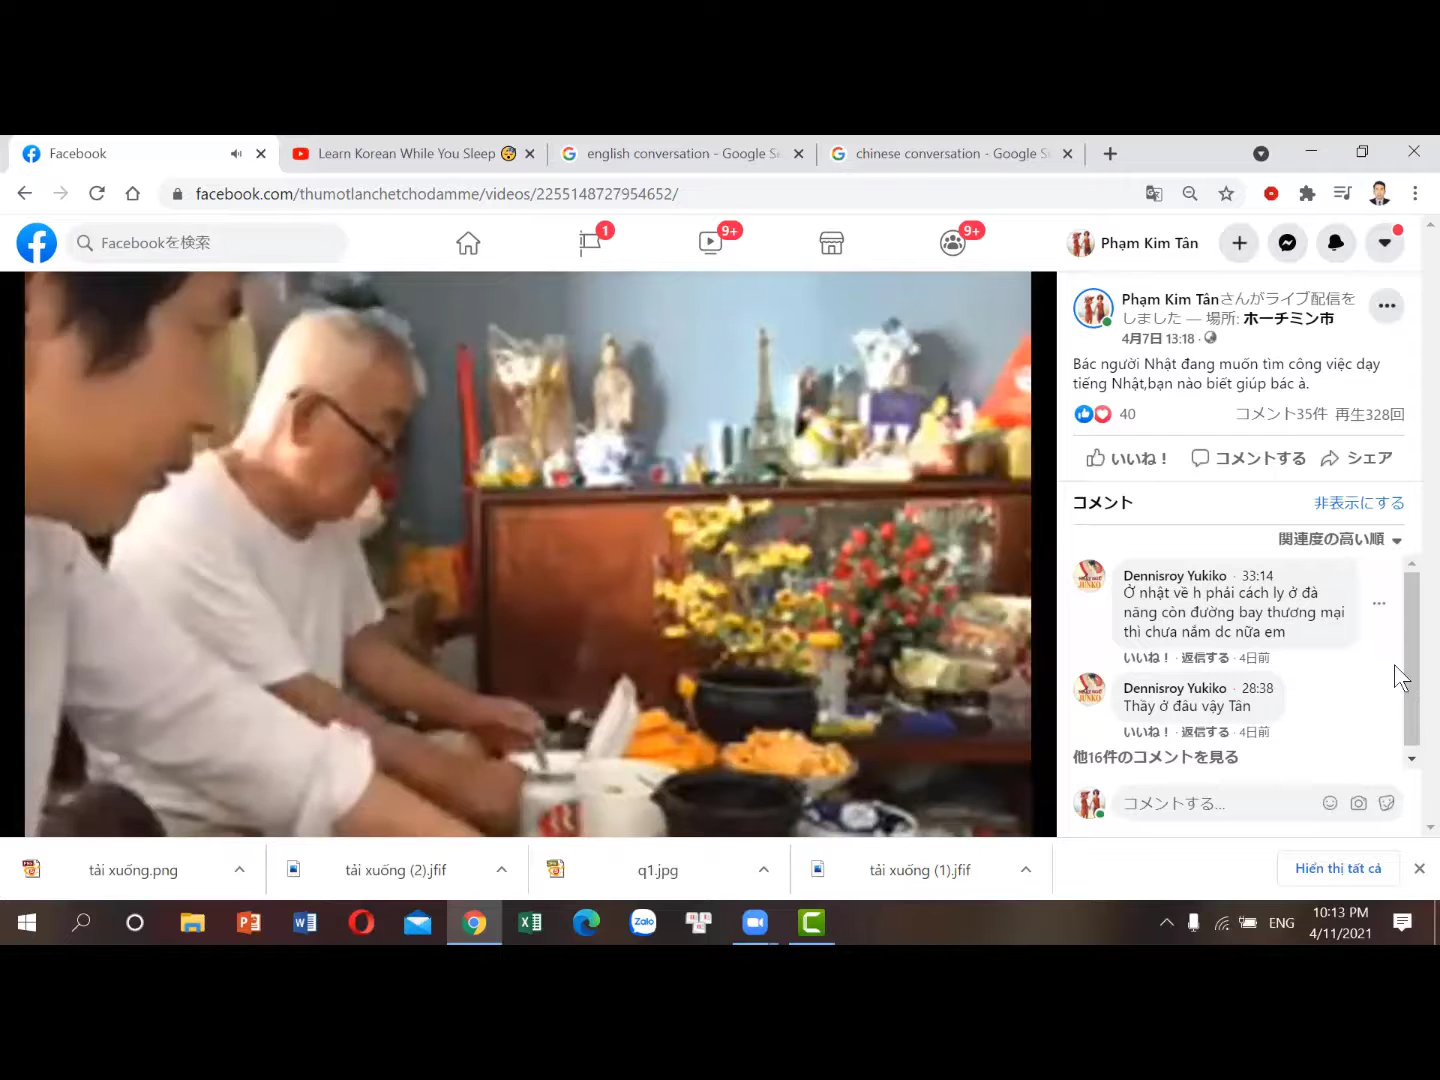 Facebook
Learn Korean While You Sleep 😴
english conversation - Google Se
chinese conversation - Google Se
facebook.com/thumotlanchetchodamme/videos/2255148727954652/
Facebookを検索
1
9+
9+
Phạm Kim Tân
Phạm Kim Tânさんがライブ配信を
しました — 場所: ホーチミン市
4月7日 13:18 ·
Bác người Nhật đang muốn tìm công việc dạy
tiếng Nhật,bạn nào biết giúp bác à.
40
コメント35件 再生328回
いいね！ コメントする シェア
コメント
非表示にする
関連度の高い順
Dennisroy Yukiko · 33:14
Ở nhật về h phải cách ly ở đà
năng còn đường bay thương mại
thì chưa nắm dc nữa em
いいね！ · 返信する · 4日前
Dennisroy Yukiko · 28:38
Thầy ở đâu vậy Tân
いいね！ · 返信する · 4日前
他16件のコメントを見る
コメントする...
tải xuống.png
tải xuống (2).jfif
q1.jpg
tải xuống (1).jfif
Hiển thị tất cả
Zalo
ENG
10:13 PM
4/11/2021